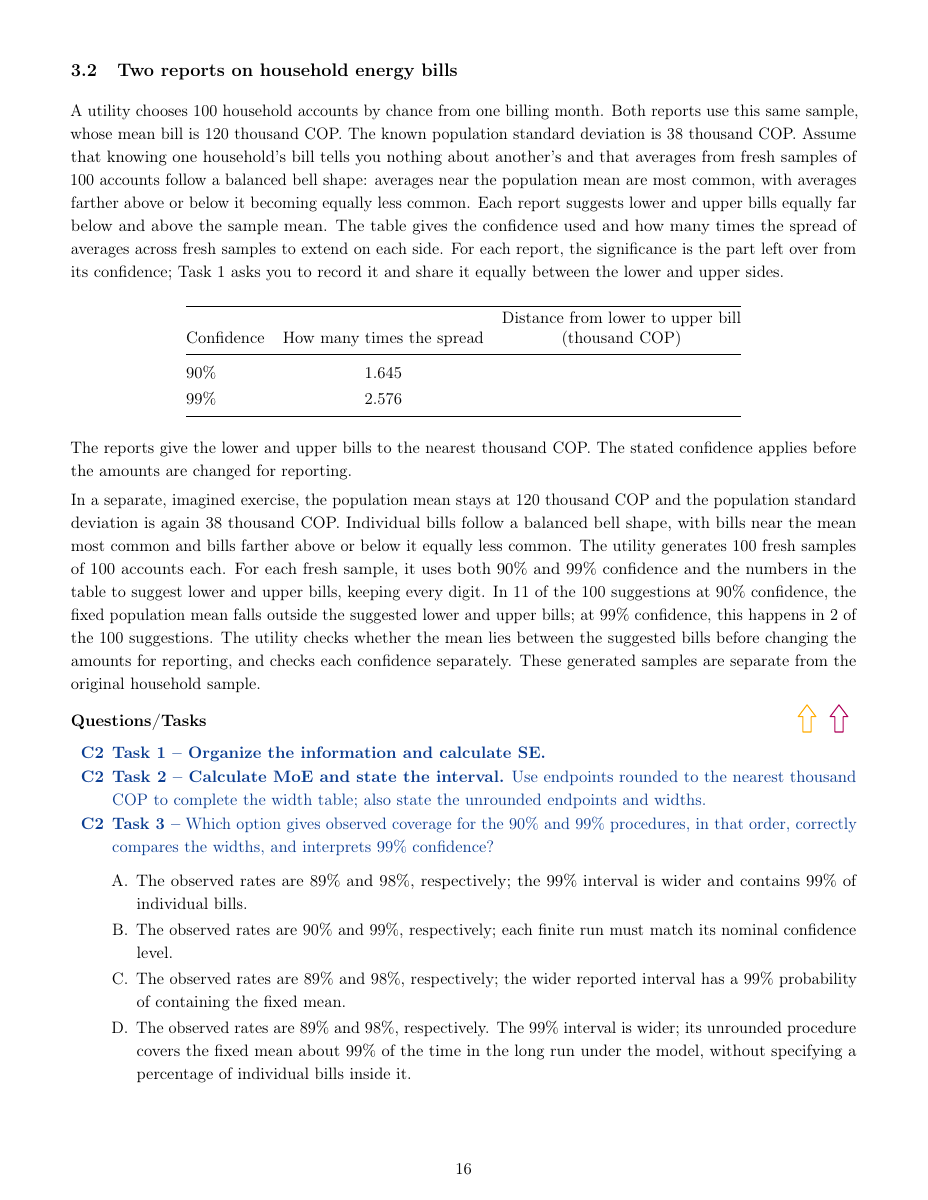 3.2 Two reports on household energy bills
A utility chooses 100 household accounts by chance from one billing month. Both reports use this same sample,
whose mean bill is 120 thousand COP. The known population standard deviation is 38 thousand COP. Assume
that knowing one household's bill tells you nothing about another's and that averages from fresh samples of
100 accounts follow a balanced bell shape: averages near the population mean are most common, with averages
farther above or below it becoming equally less common. Each report suggests lower and upper bills equally far
below and above the sample mean. The table gives the confidence used and how many times the spread of
averages across fresh samples to extend on each side. For each report, the significance is the part left over from
its confidence; Task 1 asks you to record it and share it equally between the lower and upper sides.
Distance from lower to upper bill
Confidence How many times the spread (thousand COP)
90% 1.645
99% 2.576
The reports give the lower and upper bills to the nearest thousand COP. The stated confidence applies before
the amounts are changed for reporting.
In a separate, imagined exercise, the population mean stays at 120 thousand COP and the population standard
deviation is again 38 thousand COP. Individual bills follow a balanced bell shape, with bills near the mean
most common and bills farther above or below it equally less common. The utility generates 100 fresh samples
of 100 accounts each. For each fresh sample, it uses both 90% and 99% confidence and the numbers in the
table to suggest lower and upper bills, keeping every digit. In 11 of the 100 suggestions at 90% confidence, the
fixed population mean falls outside the suggested lower and upper bills; at 99% confidence, this happens in 2 of
the 100 suggestions. The utility checks whether the mean lies between the suggested bills before changing the
amounts for reporting, and checks each confidence separately. These generated samples are separate from the
original household sample.
Questions/Tasks
C2 Task 1 – Organize the information and calculate SE.
C2 Task 2 – Calculate MoE and state the interval. Use endpoints rounded to the nearest thousand
COP to complete the width table; also state the unrounded endpoints and widths.
C2 Task 3 – Which option gives observed coverage for the 90% and 99% procedures, in that order, correctly
compares the widths, and interprets 99% confidence?
A. The observed rates are 89% and 98%, respectively; the 99% interval is wider and contains 99% of
individual bills.
B. The observed rates are 90% and 99%, respectively; each finite run must match its nominal confidence
level.
C. The observed rates are 89% and 98%, respectively; the wider reported interval has a 99% probability
of containing the fixed mean.
D. The observed rates are 89% and 98%, respectively. The 99% interval is wider; its unrounded procedure
covers the fixed mean about 99% of the time in the long run under the model, without specifying a
percentage of individual bills inside it.
16